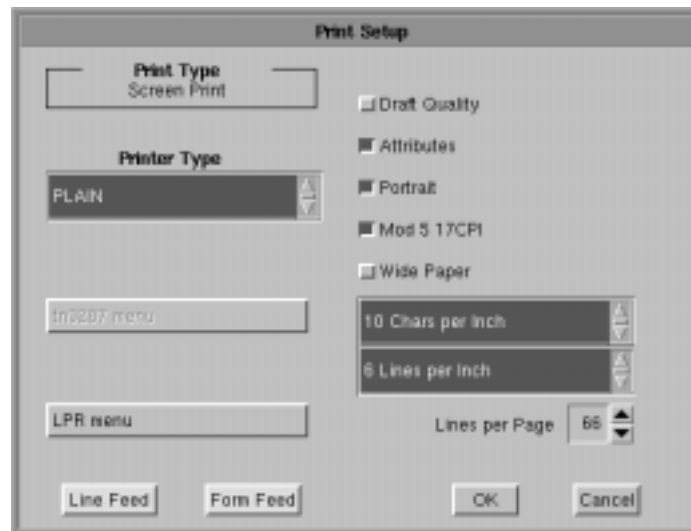 Print Setup
Print Type
Screen Print
Printer Type
PLAIN
tn3287 menu
LPR menu
Line Feed
Form Feed
Draft Quality
Attributes
Portrait
Mod 5 17CPI
Wide Paper
10 Chars per Inch
6 Lines per Inch
Lines per Page 66
OK
Cancel